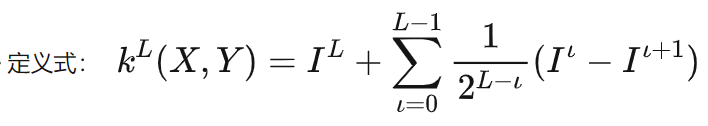 · 定义式： $k^L(X, Y) = I^L + \sum_{\iota=0}^{L-1} \frac{1}{2^{L-\iota}}(I^{\iota} - I^{\iota+1})$